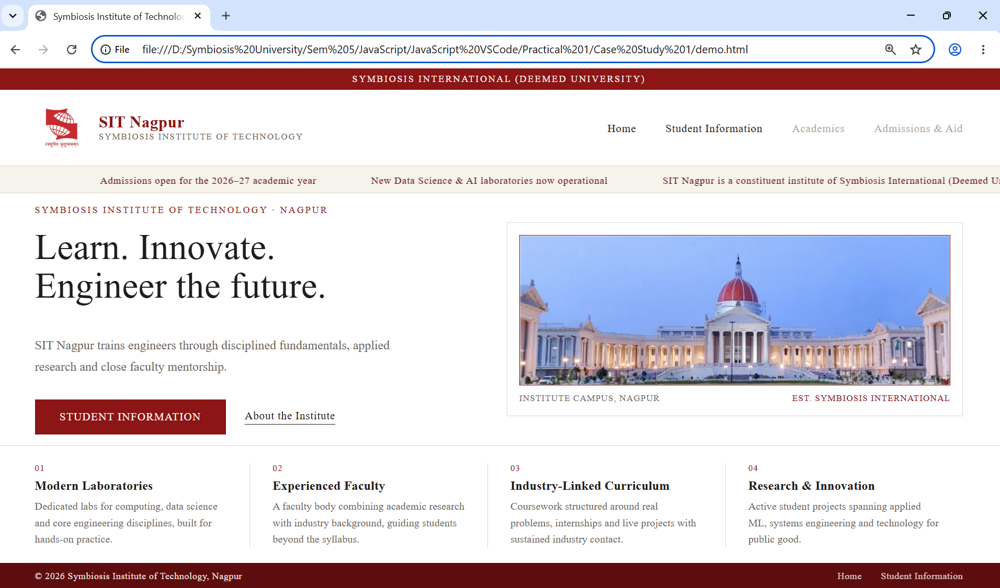 Symbiosis Institute of Technolo
File
file:///D:/Symbiosis%20University/Sem%205/JavaScript/JavaScript%20VSCode/Practical%201/Case%20Study%201/demo.html
SYMBIOSIS INTERNATIONAL (DEEMED UNIVERSITY)
SIT Nagpur
SYMBIOSIS INSTITUTE OF TECHNOLOGY
॥वसुधैव कुटुम्बकम्॥
Home Student Information Academics Admissions & Aid
Admissions open for the 2026–27 academic year New Data Science & AI laboratories now operational SIT Nagpur is a constituent institute of Symbiosis International (Deemed Un
SYMBIOSIS INSTITUTE OF TECHNOLOGY · NAGPUR
Learn. Innovate.
Engineer the future.
SIT Nagpur trains engineers through disciplined fundamentals, applied
research and close faculty mentorship.
STUDENT INFORMATION
About the Institute
INSTITUTE CAMPUS, NAGPUR
EST. SYMBIOSIS INTERNATIONAL
01
Modern Laboratories
Dedicated labs for computing, data science
and core engineering disciplines, built for
hands-on practice.
02
Experienced Faculty
A faculty body combining academic research
with industry background, guiding students
beyond the syllabus.
03
Industry-Linked Curriculum
Coursework structured around real
problems, internships and live projects with
sustained industry contact.
04
Research & Innovation
Active student projects spanning applied
ML, systems engineering and technology for
public good.
© 2026 Symbiosis Institute of Technology, Nagpur
Home Student Information